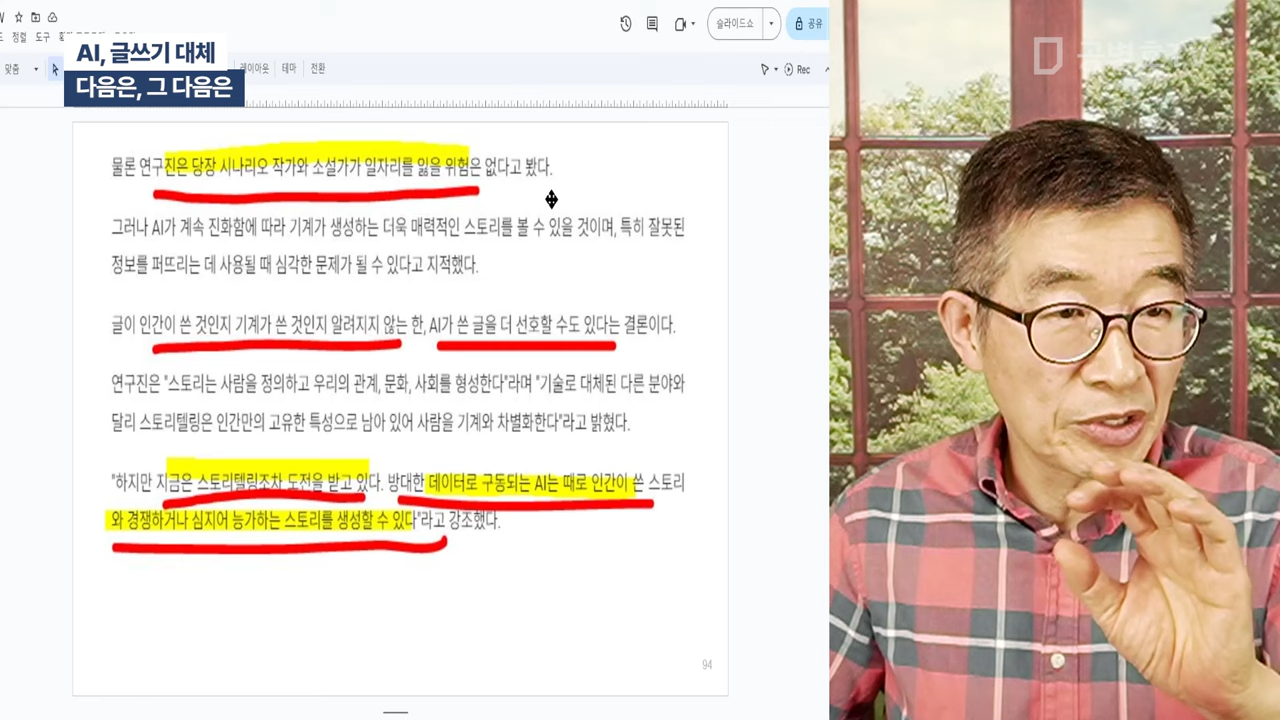 슬라이드쇼
공유
정렬 도구
AI, 글쓰기 대체
다음은, 그 다음은
맞춤
레이아웃 테마 전환
Rec
물론 연구진은 당장 시나리오 작가와 소설가가 일자리를 잃을 위험은 없다고 봤다.
그러나 AI가 계속 진화함에 따라 기계가 생성하는 더욱 매력적인 스토리를 볼 수 있을 것이며, 특히 잘못된
정보를 퍼뜨리는 데 사용될 때 심각한 문제가 될 수 있다고 지적했다.
글이 인간이 쓴 것인지 기계가 쓴 것인지 알려지지 않는 한, AI가 쓴 글을 더 선호할 수도 있다는 결론이다.
연구진은 "스토리는 사람을 정의하고 우리의 관계, 문화, 사회를 형성한다"라며 "기술로 대체된 다른 분야와
달리 스토리텔링은 인간만의 고유한 특성으로 남아 있어 사람을 기계와 차별화한다"라고 밝혔다.
"하지만 지금은 스토리텔링조차 도전을 받고 있다. 방대한 데이터로 구동되는 AI는 때로 인간이 쓴 스토리
와 경쟁하거나 심지어 능가하는 스토리를 생성할 수 있다"라고 강조했다.
94